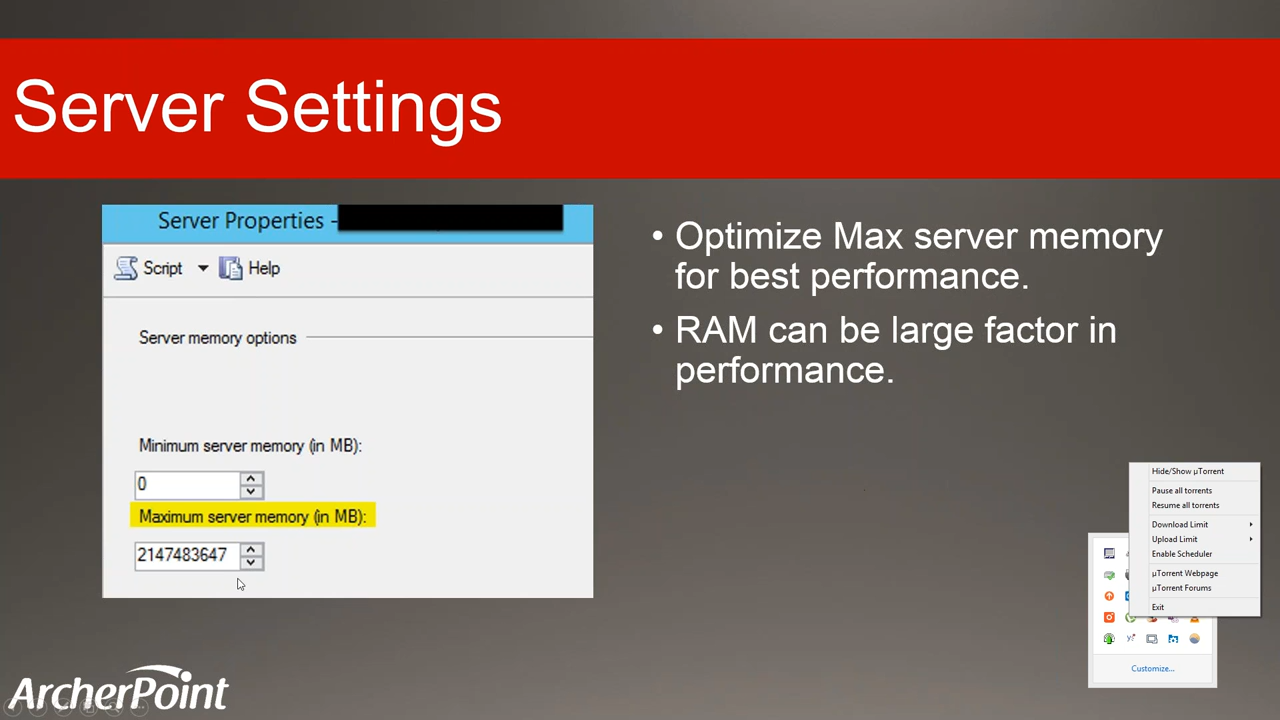 Server Settings
Server Properties -
Script
Help
Server memory options
Minimum server memory (in MB):
0
Maximum server memory (in MB):
2147483647
• Optimize Max server memory
for best performance.
• RAM can be large factor in
performance.
Hide/Show µTorrent
Pause all torrents
Resume all torrents
Download Limit
Upload Limit
Enable Scheduler
µTorrent Webpage
µTorrent Forums
Exit
Customize...
ArcherPoint